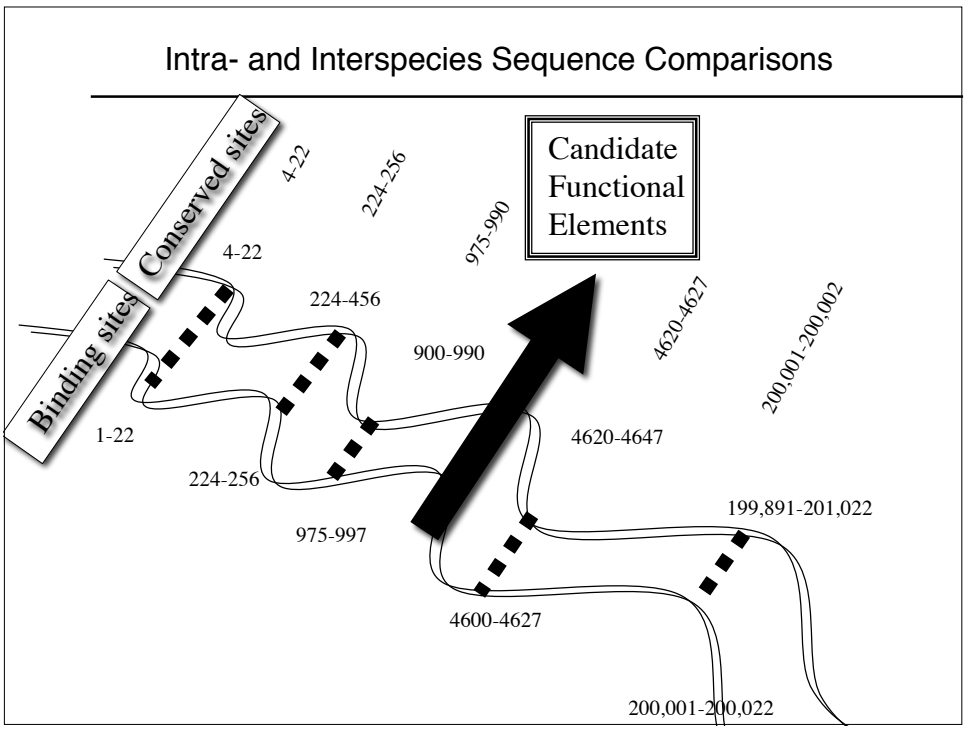 Intra- and Interspecies Sequence Comparisons
Conserved sites
Binding sites
Candidate
Functional
Elements
4-22
224-256
975-990
4620-4627
200,001-200,002
4-22
224-456
900-990
4620-4647
199,891-201,022
1-22
224-256
975-997
4600-4627
200,001-200,022